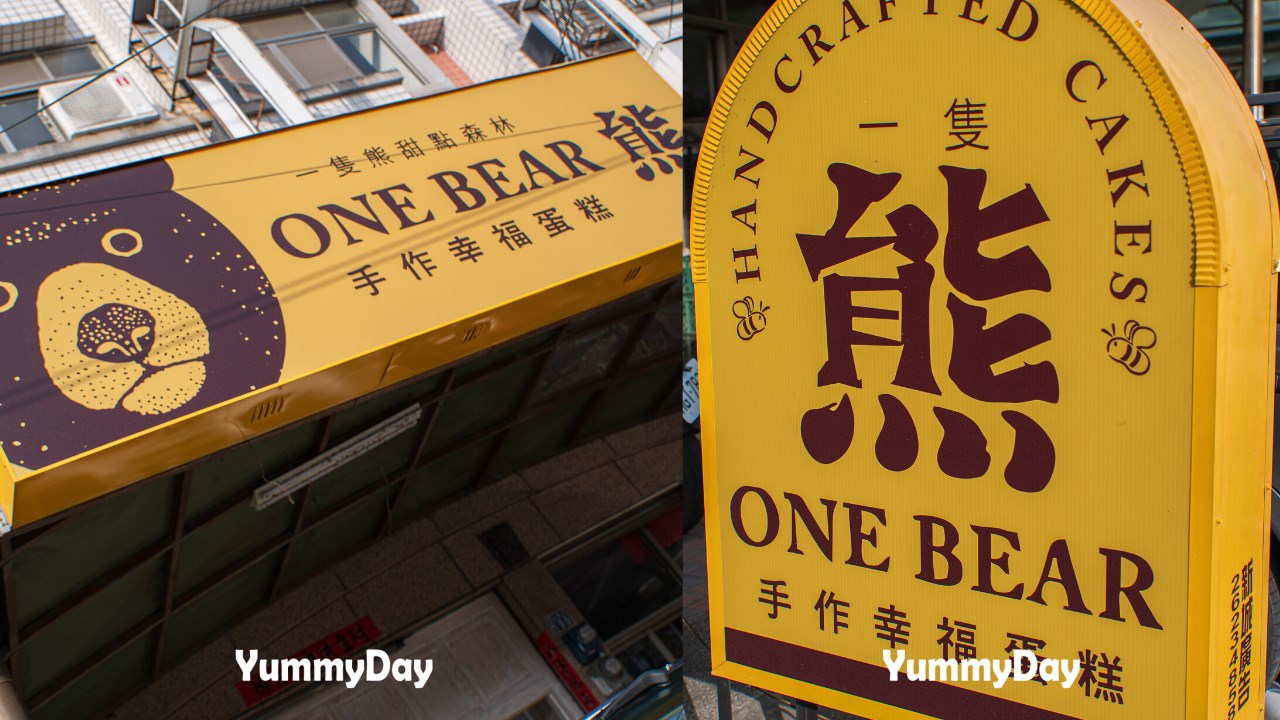 一隻熊甜點森林
ONE BEAR
熊
手作幸福蛋糕
YummyDay
HANDCRAFTED CAKES
一隻
熊
ONE BEAR
手作幸福蛋糕
YummyDay